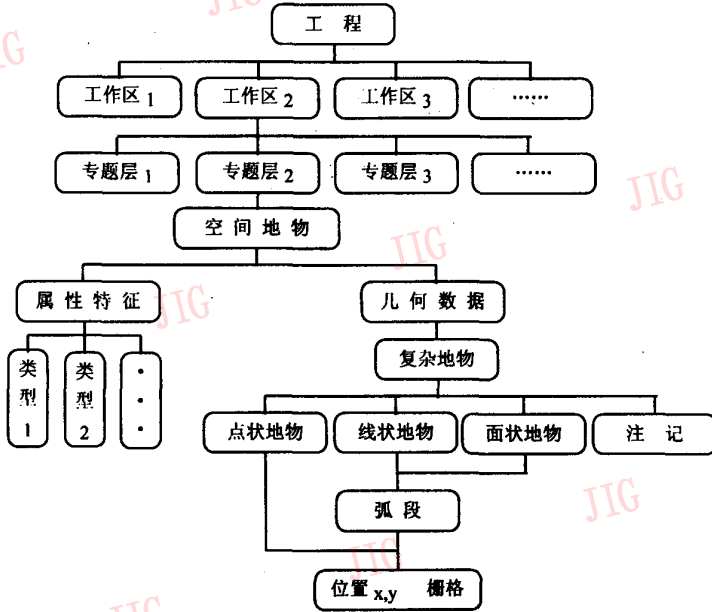 工 程
工作区 1 工作区 2 工作区 3 ……
专题层 1 专题层 2 专题层 3 ……
空 间 地 物
属 性 特 征 几 何 数 据
复杂地物
类型1 类型2
点状地物 线状地物 面状地物 注 记
弧 段
位置 x,y 栅格
JIG
JIG
JIG
JIG
JIG
JIG
JIG
JIG